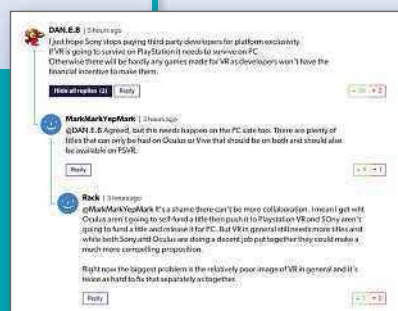 DAN.E.B | 5 hours ago
I just hope Sony stops paying third party developers for platform exclusivity.
If VR is going to survive on PlayStation it needs to survive on PC
Otherwise there will be hardly any games made for VR as developers won't have the
financial incentive to make them.
Hide all replies (2) Reply
MarkMarkYepMark | 3 hours ago
@DAN.E.B Agreed, but this needs happen on the PC side too. There are plenty of
titles that can only be had on Oculus or Vive that should be on both and should also
be available on PSVR.
Reply
Rack | 3 hours ago
@MarkMarkYepMark It's a shame there can't be more collaboration. I mean I get why
Oculus aren't going to self-fund a title then push it to Playstation VR and SOny aren't
going to fund a title and release it for PC. But VR in general still needs more titles and
while both Sony and Oculus are doing a decent job put together they could make a
much more compelling proposition.
Right now the biggest problem is the relatively poor image of VR in general and it's
twice as hard to fix that separately as together.
Reply